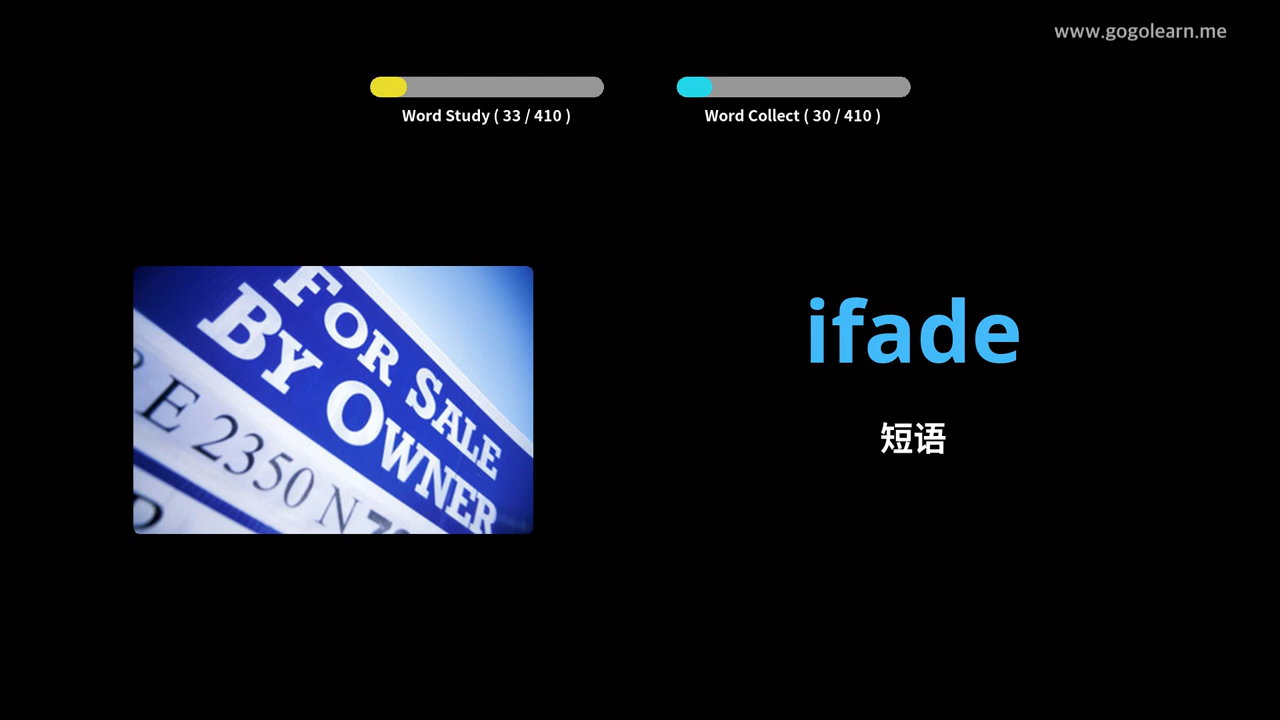 www.gogolearn.me
Word Study ( 33 / 410 )
Word Collect ( 30 / 410 )
FOR SALE
BY OWNER
E 2350 N
ifade
短语